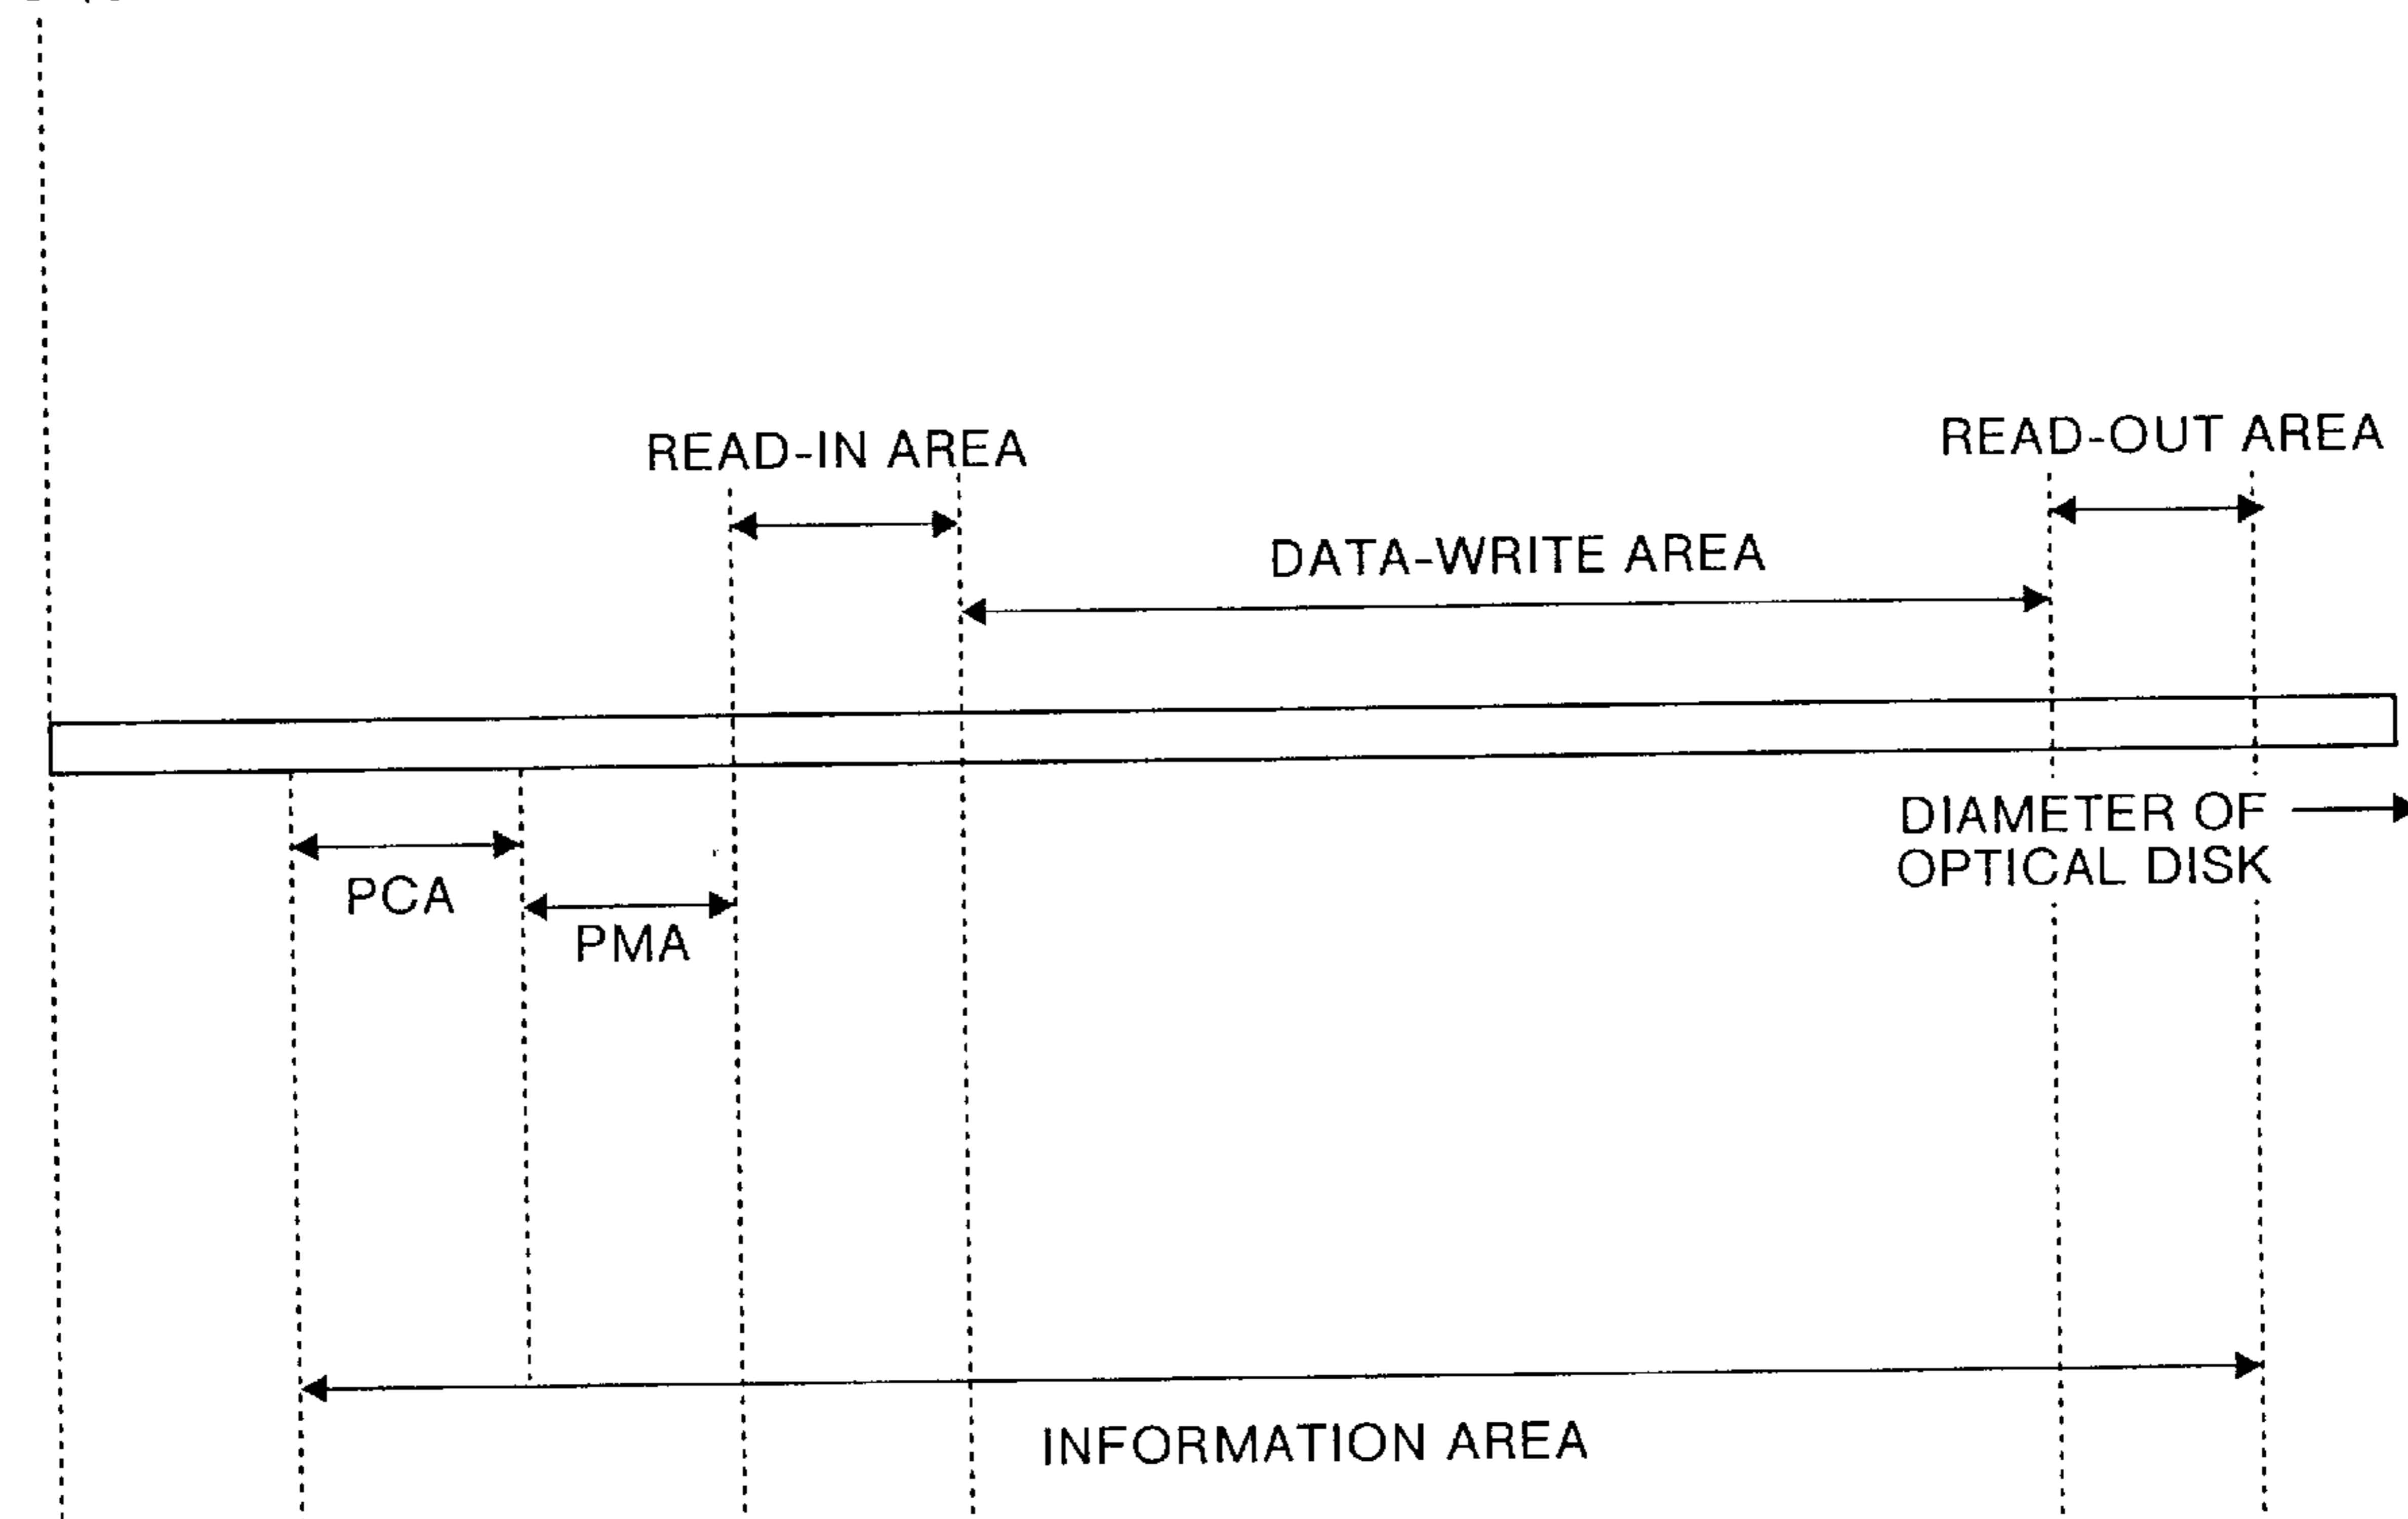 READ-IN AREA
READ-OUT AREA
DATA-WRITE AREA
DIAMETER OF
OPTICAL DISK
PCA
PMA
INFORMATION AREA